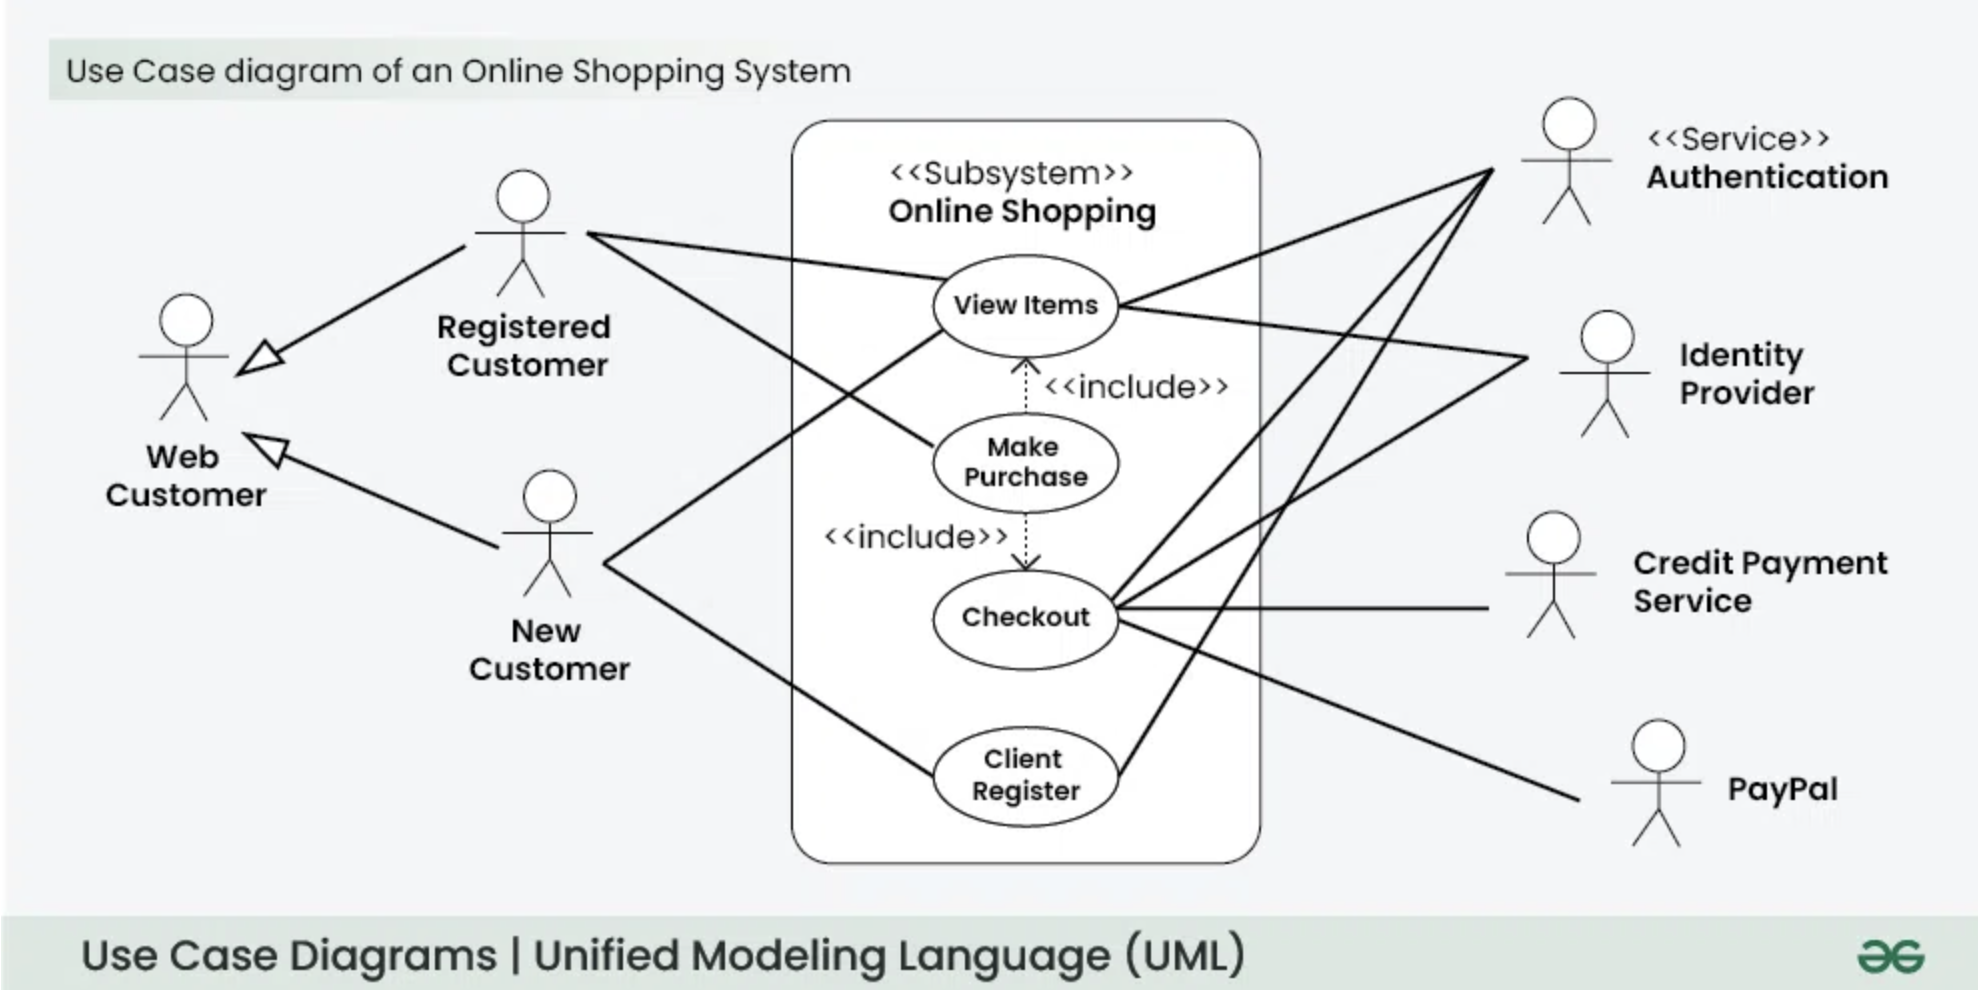 Use Case diagram of an Online Shopping System
<<Subsystem>>
Online Shopping
<<Service>>
Authentication
Registered
Customer
View Items
<<include>>
Identity
Provider
Web
Customer
Make
Purchase
<<include>>
New
Customer
Checkout
Credit Payment
Service
Client
Register
PayPal
Use Case Diagrams | Unified Modeling Language (UML)